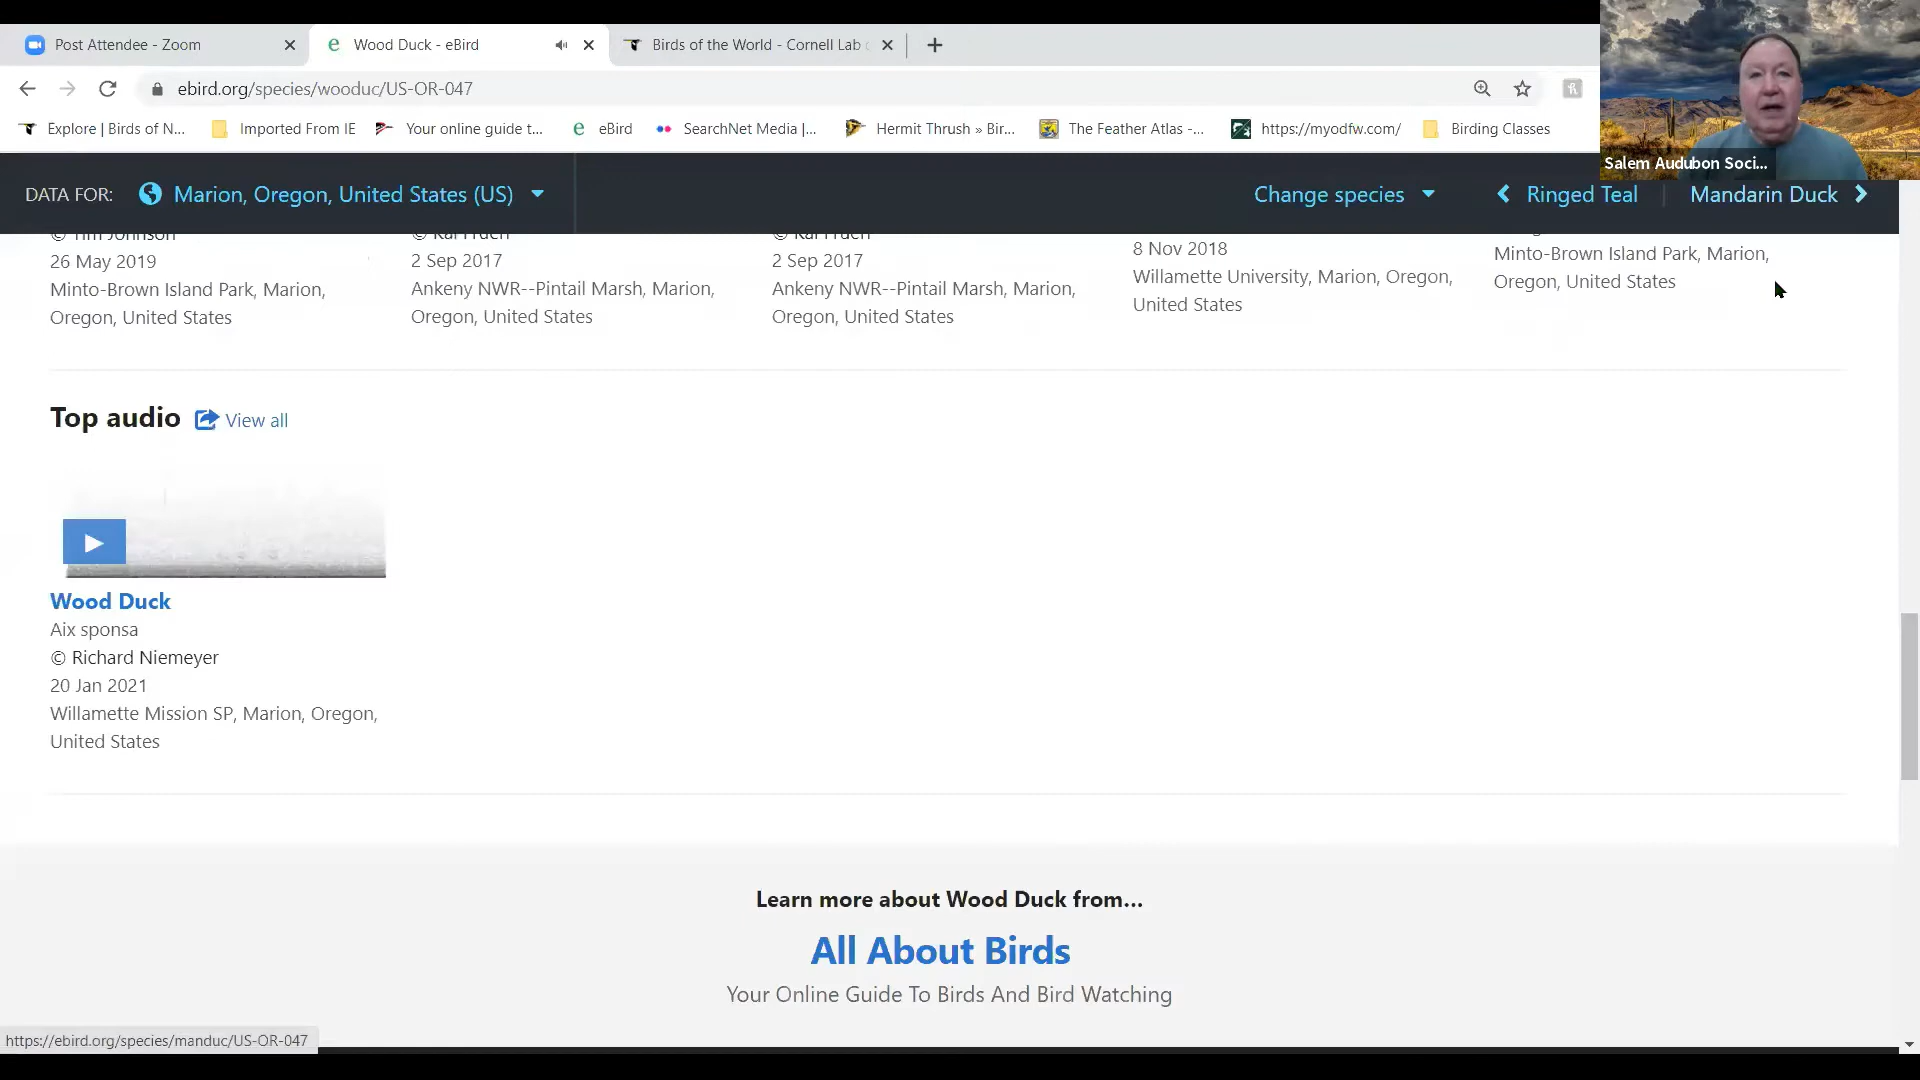 Post Attendee - Zoom
Wood Duck - eBird
Birds of the World - Cornell Lab
ebird.org/species/wooduc/US-OR-047
Explore | Birds of N...
Imported From IE
Your online guide t...
eBird
SearchNet Media |...
Hermit Thrush » Bir...
The Feather Atlas -...
https://myodfw.com/
Birding Classes
Salem Audubon Soci...
DATA FOR:
Marion, Oregon, United States (US)
Change species
Ringed Teal
Mandarin Duck
© Tim Johnson
26 May 2019
Minto-Brown Island Park, Marion,
Oregon, United States
2 Sep 2017
Ankeny NWR--Pintail Marsh, Marion,
Oregon, United States
2 Sep 2017
Ankeny NWR--Pintail Marsh, Marion,
Oregon, United States
8 Nov 2018
Willamette University, Marion, Oregon,
United States
Minto-Brown Island Park, Marion,
Oregon, United States
Top audio
View all
Wood Duck
Aix sponsa
© Richard Niemeyer
20 Jan 2021
Willamette Mission SP, Marion, Oregon,
United States
Learn more about Wood Duck from...
All About Birds
Your Online Guide To Birds And Bird Watching
https://ebird.org/species/manduc/US-OR-047